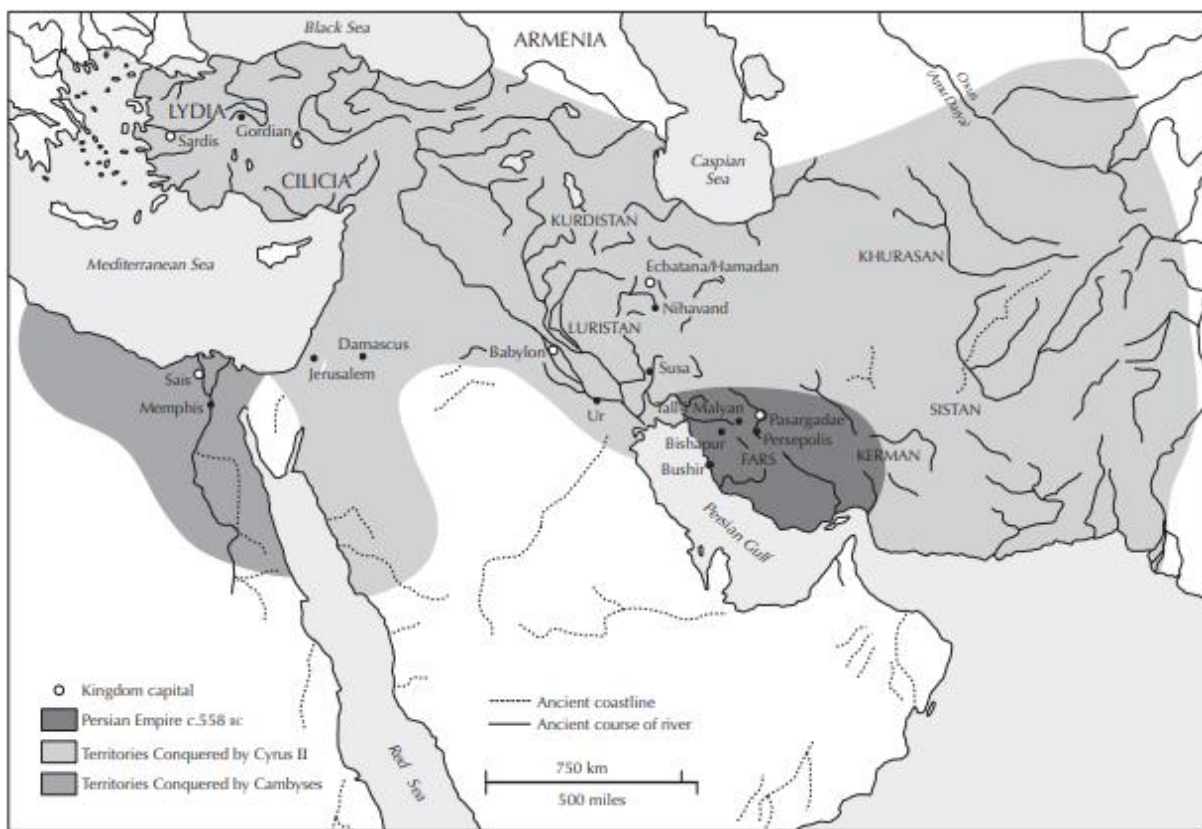 Black Sea
ARMENIA
Oxus
(Amu Darya)
LYDIA
Gordian
Sardis
Caspian
Sea
CILICIA
KURDISTAN
KHURASAN
Mediterranean Sea
Ecbatana/Hamadan
Nihavand
LURISTAN
Damascus
Babylon
Jerusalem
Susa
Sais
Memphis
Ur
Tall-i Malyan
Pasargadae
SISTAN
Bishapur
Persepolis
KERMAN
FARS
Bushir
Persian Gulf
Red Sea
Kingdom capital
Persian Empire c.558 BC
Territories Conquered by Cyrus II
Territories Conquered by Cambyses
Ancient coastline
Ancient course of river
750 km
500 miles